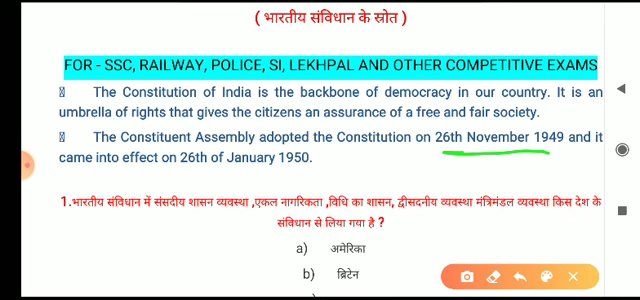 ( भारतीय संविधान के स्रोत )
FOR - SSC, RAILWAY, POLICE, SI, LEKHPAL AND OTHER COMPETITIVE EXAMS
The Constitution of India is the backbone of democracy in our country. It is an
umbrella of rights that gives the citizens an assurance of a free and fair society.
The Constituent Assembly adopted the Constitution on 26th November 1949 and it
came into effect on 26th of January 1950.
1.भारतीय संविधान में संसदीय शासन व्यवस्था ,एकल नागरिकता ,विधि का शासन, द्वीसदनीय व्यवस्था मंत्रिमंडल व्यवस्था किस देश के
संविधान से लिया गया है ?
a) अमेरिका
b) ब्रिटेन